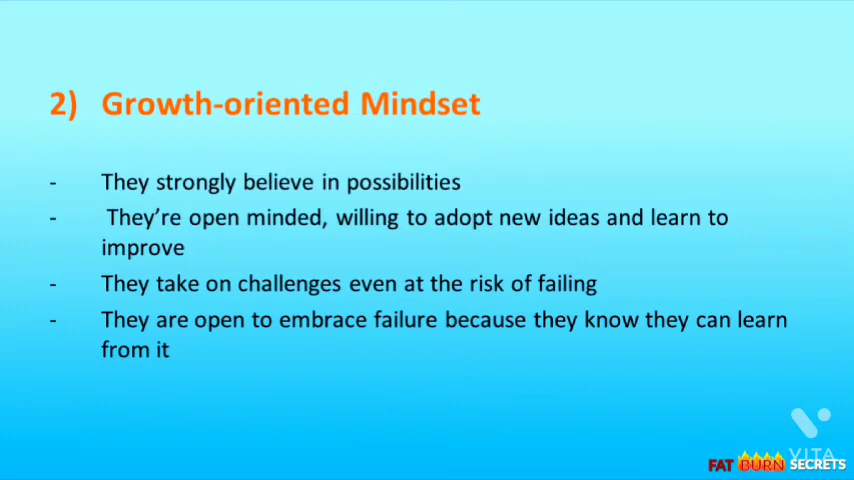 2) Growth-oriented Mindset
- They strongly believe in possibilities
- They're open minded, willing to adopt new ideas and learn to
improve
- They take on challenges even at the risk of failing
- They are open to embrace failure because they know they can learn
from it
VITA
FAT BURN SECRETS